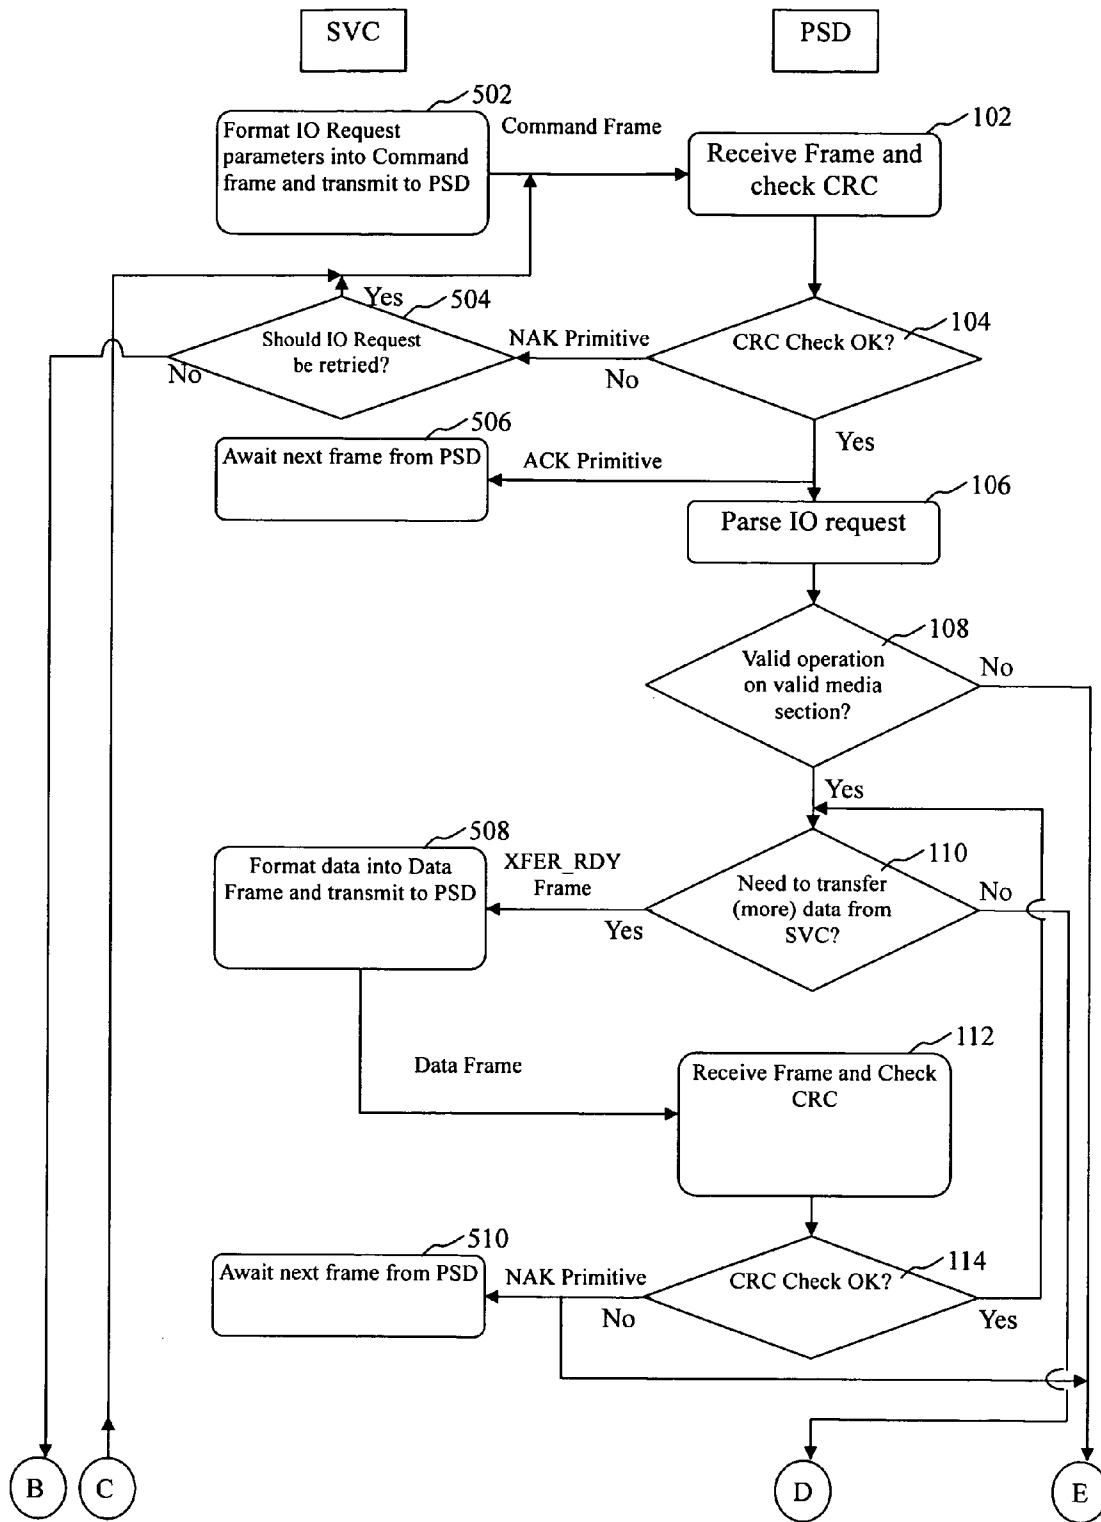 SVC
PSD
502
Format IO Request
parameters into Command
frame and transmit to PSD
Command Frame
102
Receive Frame and
check CRC
Yes
504
Should IO Request
be retried?
No
NAK Primitive
No
104
CRC Check OK?
Yes
506
Await next frame from PSD
ACK Primitive
106
Parse IO request
108
Valid operation
on valid media
section?
No
Yes
508
Format data into Data
Frame and transmit to PSD
XFER_RDY
Frame
Yes
110
Need to transfer
(more) data from
SVC?
No
Data Frame
112
Receive Frame and Check
CRC
510
Await next frame from PSD
NAK Primitive
No
114
CRC Check OK?
Yes
B
C
D
E